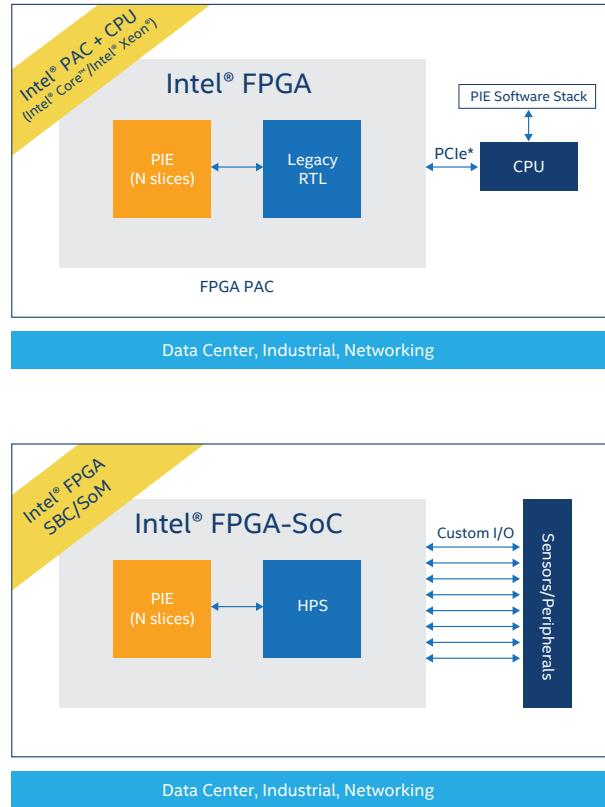 Intel® PAC + CPU
(Intel® Core™/Intel® Xeon®)
Intel® FPGA
PIE
(N slices)
Legacy
RTL
PCIe*
PIE Software Stack
CPU
FPGA PAC
Data Center, Industrial, Networking
Intel® FPGA
SBC/SoM
Intel® FPGA-SoC
PIE
(N slices)
HPS
Custom I/O
Sensors/Peripherals
Data Center, Industrial, Networking